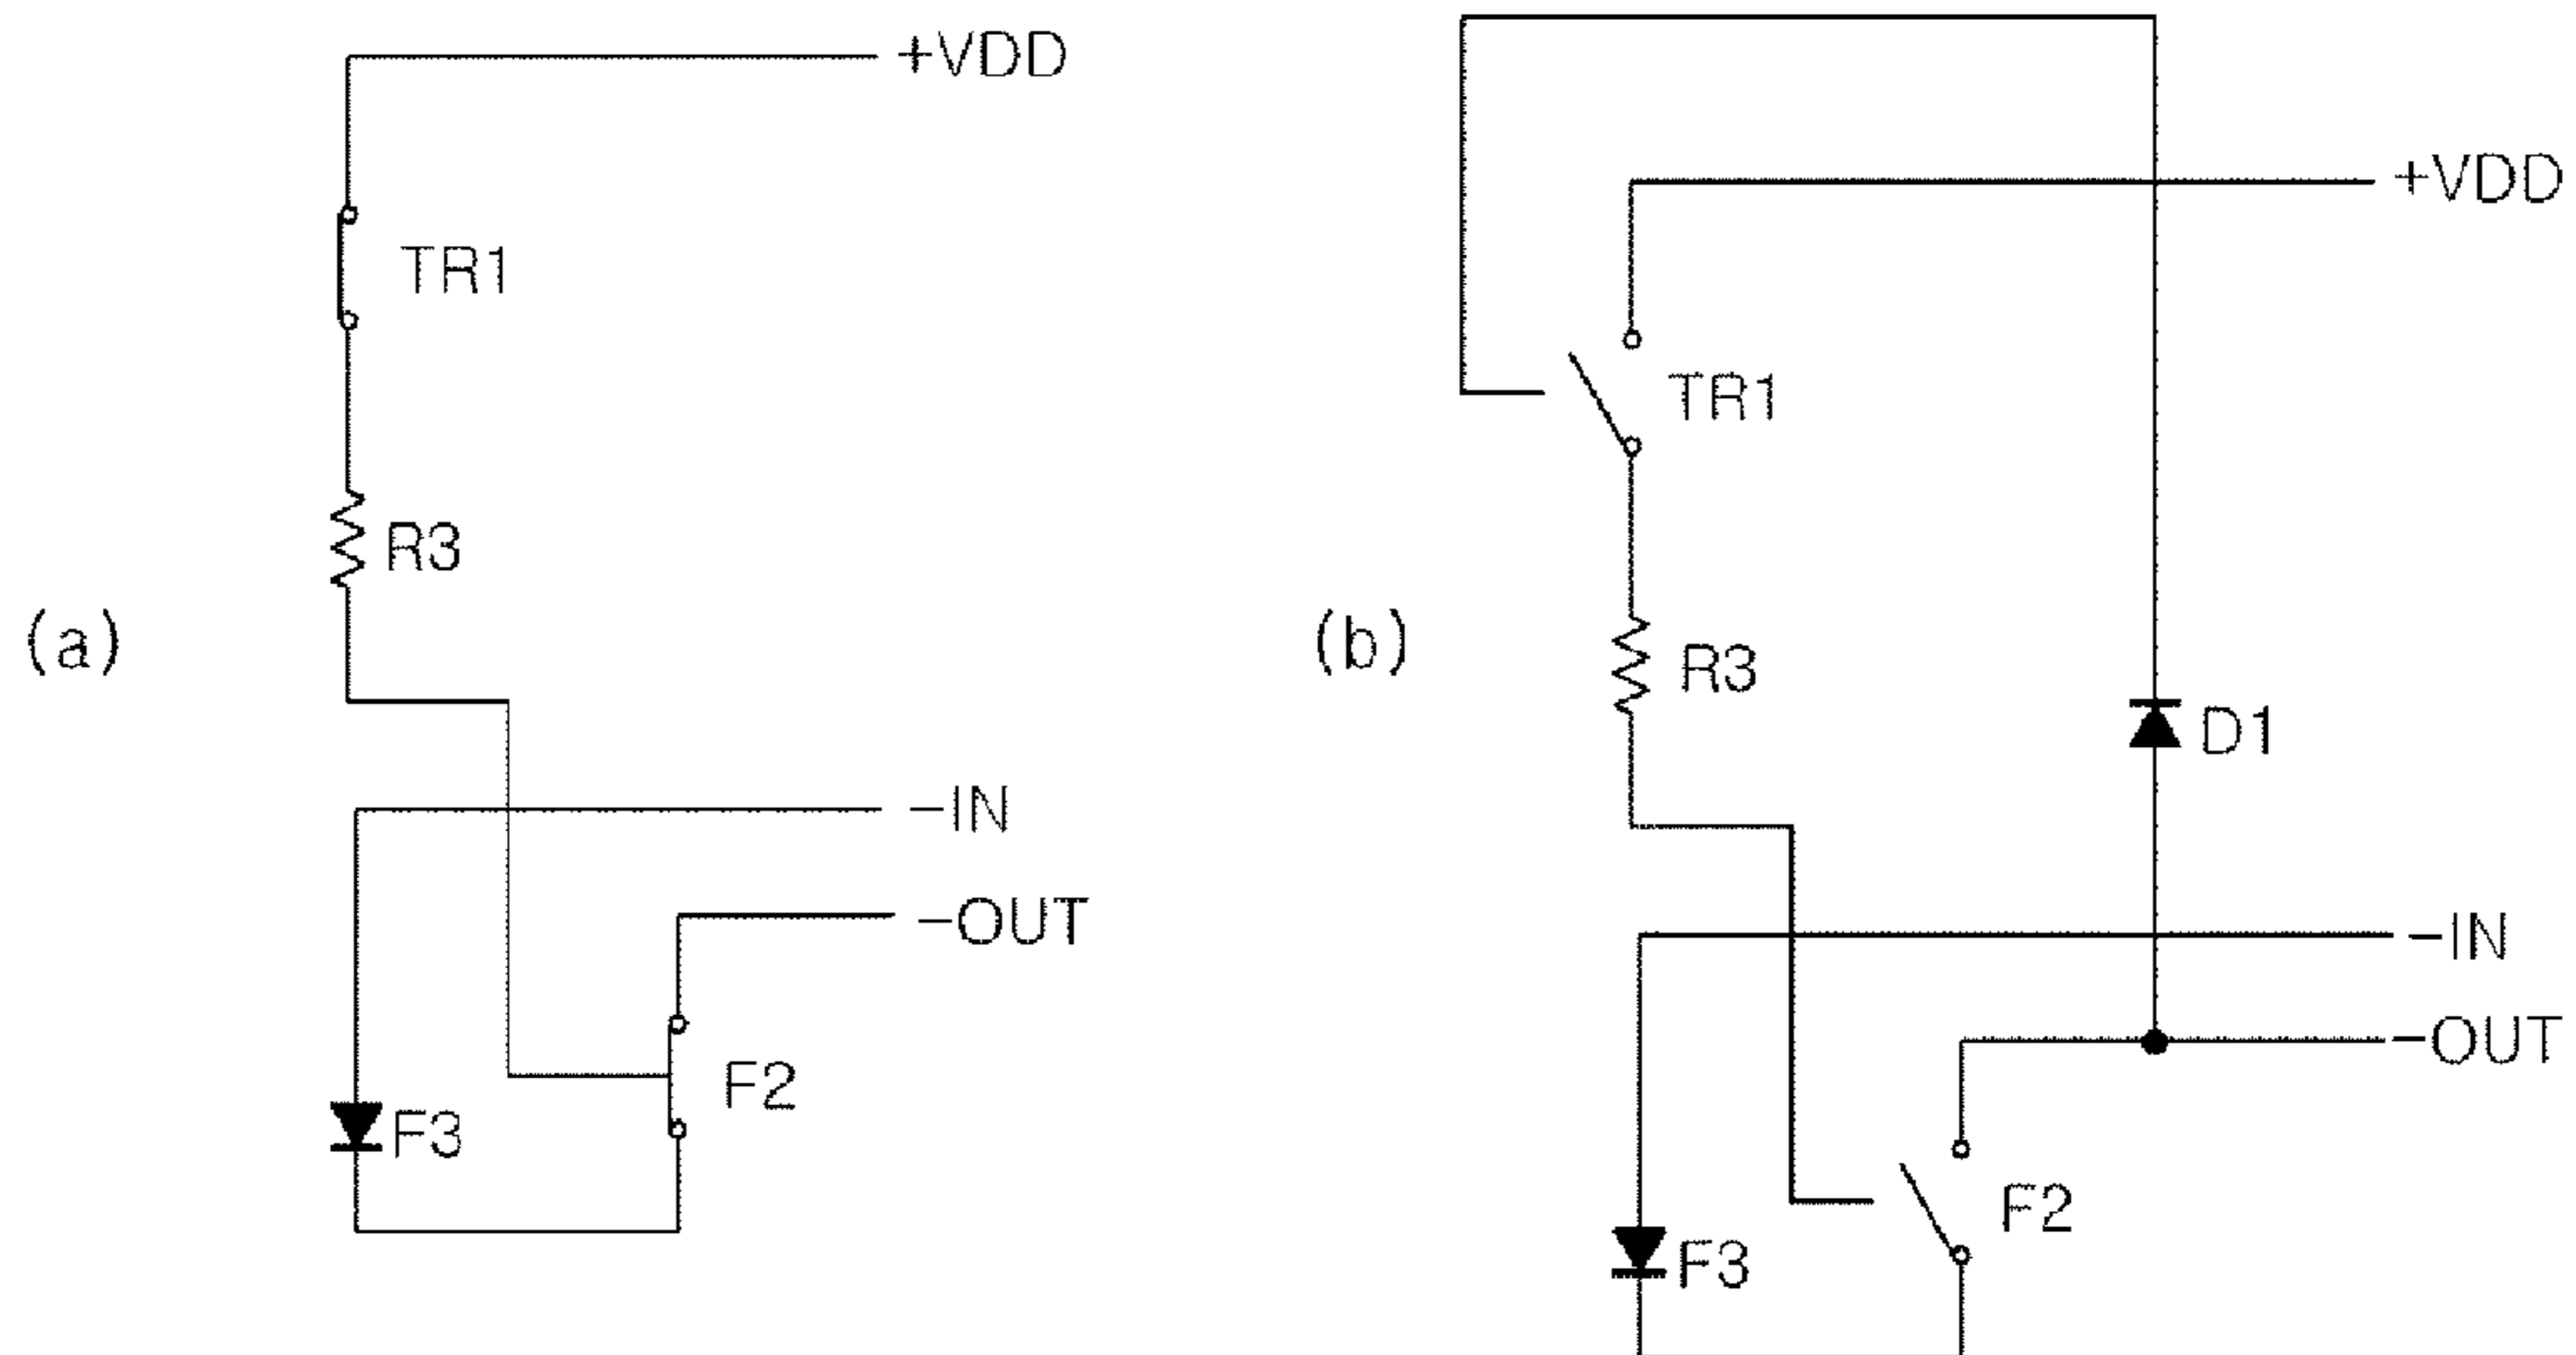 (a)
+VDD
TR1
R3
-IN
-OUT
F2
F3
(b)
+VDD
TR1
R3
D1
-IN
-OUT
F2
F3